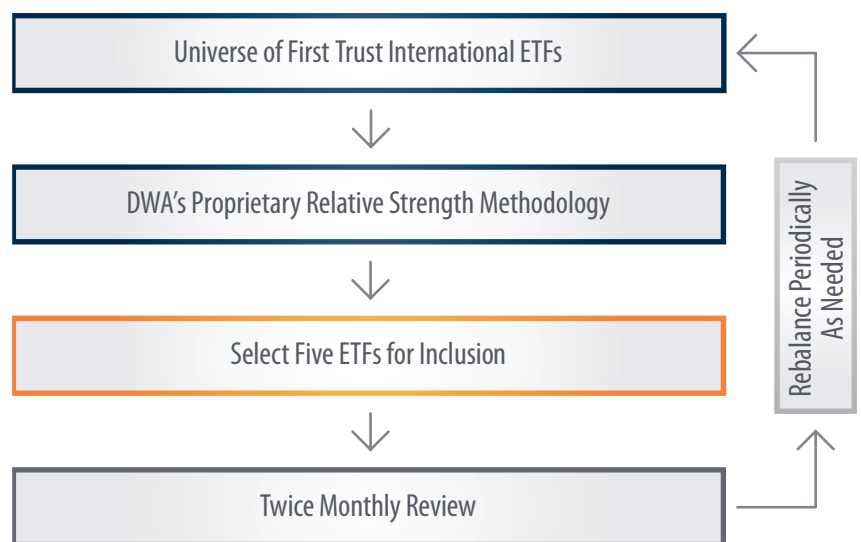 Universe of First Trust International ETFs
DWA’s Proprietary Relative Strength Methodology
Select Five ETFs for Inclusion
Twice Monthly Review
Rebalance Periodically
As Needed